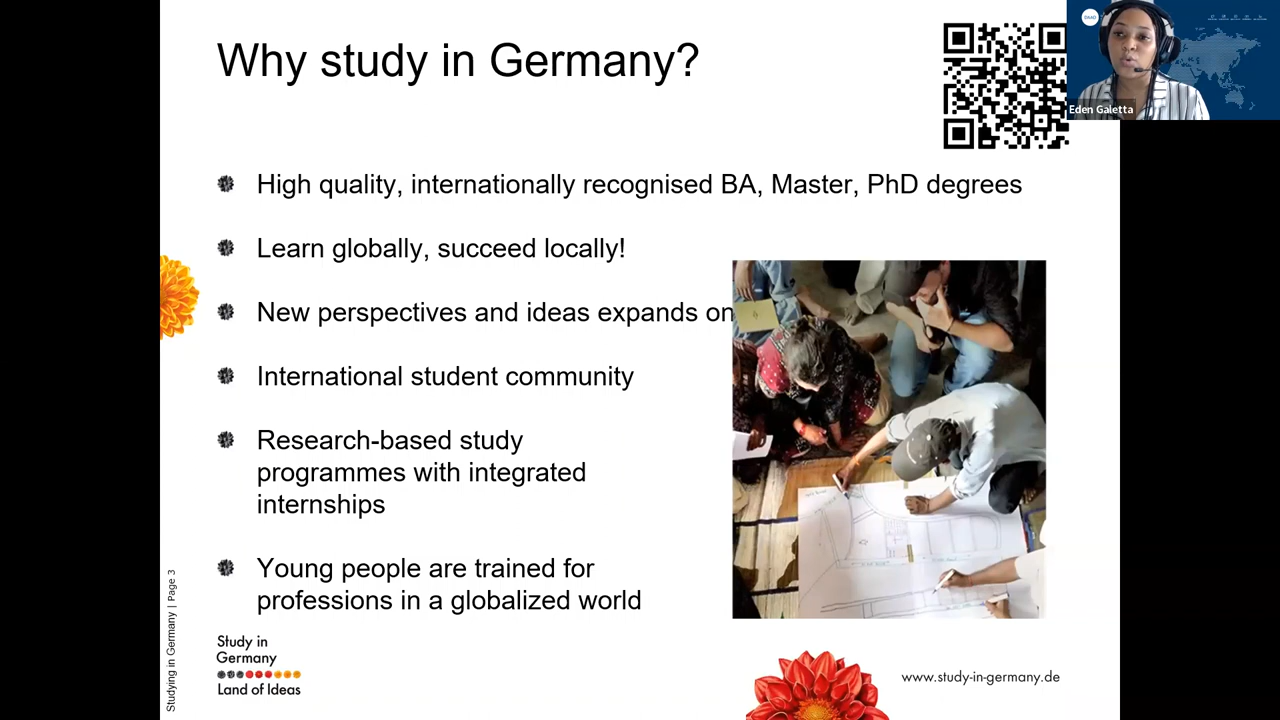 Why study in Germany?
DAAD
Eden Galetta
High quality, internationally recognised BA, Master, PhD degrees
Learn globally, succeed locally!
New perspectives and ideas expands on
International student community
Research-based study
programmes with integrated
internships
Young people are trained for
professions in a globalized world
Studying in Germany | Page 3
Study in
Germany
Land of Ideas
www.study-in-germany.de